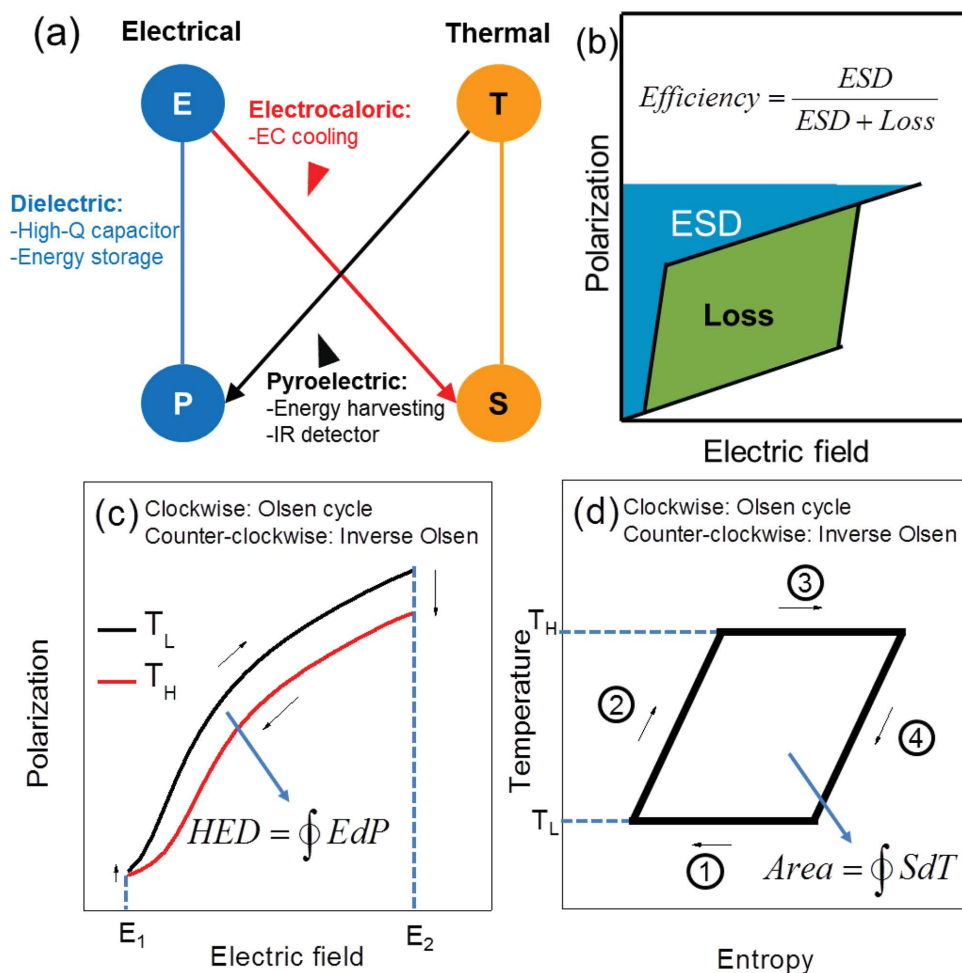 (a)
Electrical
Thermal
E
T
Electrocaloric:
-EC cooling
Dielectric:
-High-Q capacitor
-Energy storage
P
S
Pyroelectric:
-Energy harvesting
-IR detector
(b)
Efficiency = ESD / ESD + Loss
ESD
Loss
Polarization
Electric field
(c)
Clockwise: Olsen cycle
Counter-clockwise: Inverse Olsen
T_L
T_H
HED = ∮ EdP
Polarization
E_1
E_2
Electric field
(d)
Clockwise: Olsen cycle
Counter-clockwise: Inverse Olsen
③
T_H
②
④
Temperature
T_L
①
Area = ∮ SdT
Entropy